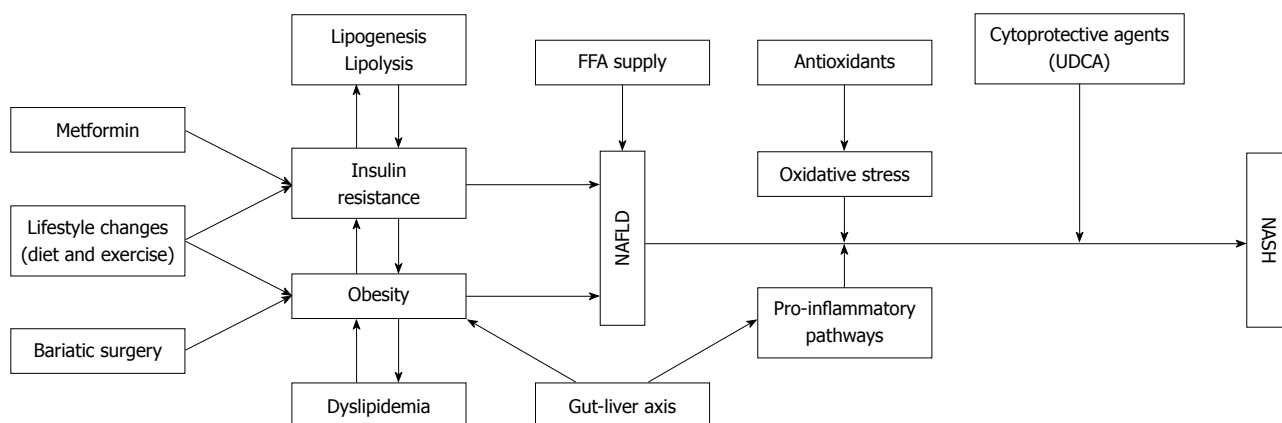 Lipogenesis
Lipolysis
FFA supply
Antioxidants
Cytoprotective agents
(UDCA)
Metformin
Insulin
resistance
Oxidative stress
Lifestyle changes
(diet and exercise)
NAFLD
NASH
Obesity
Pro-inflammatory
pathways
Bariatic surgery
Dyslipidemia
Gut-liver axis